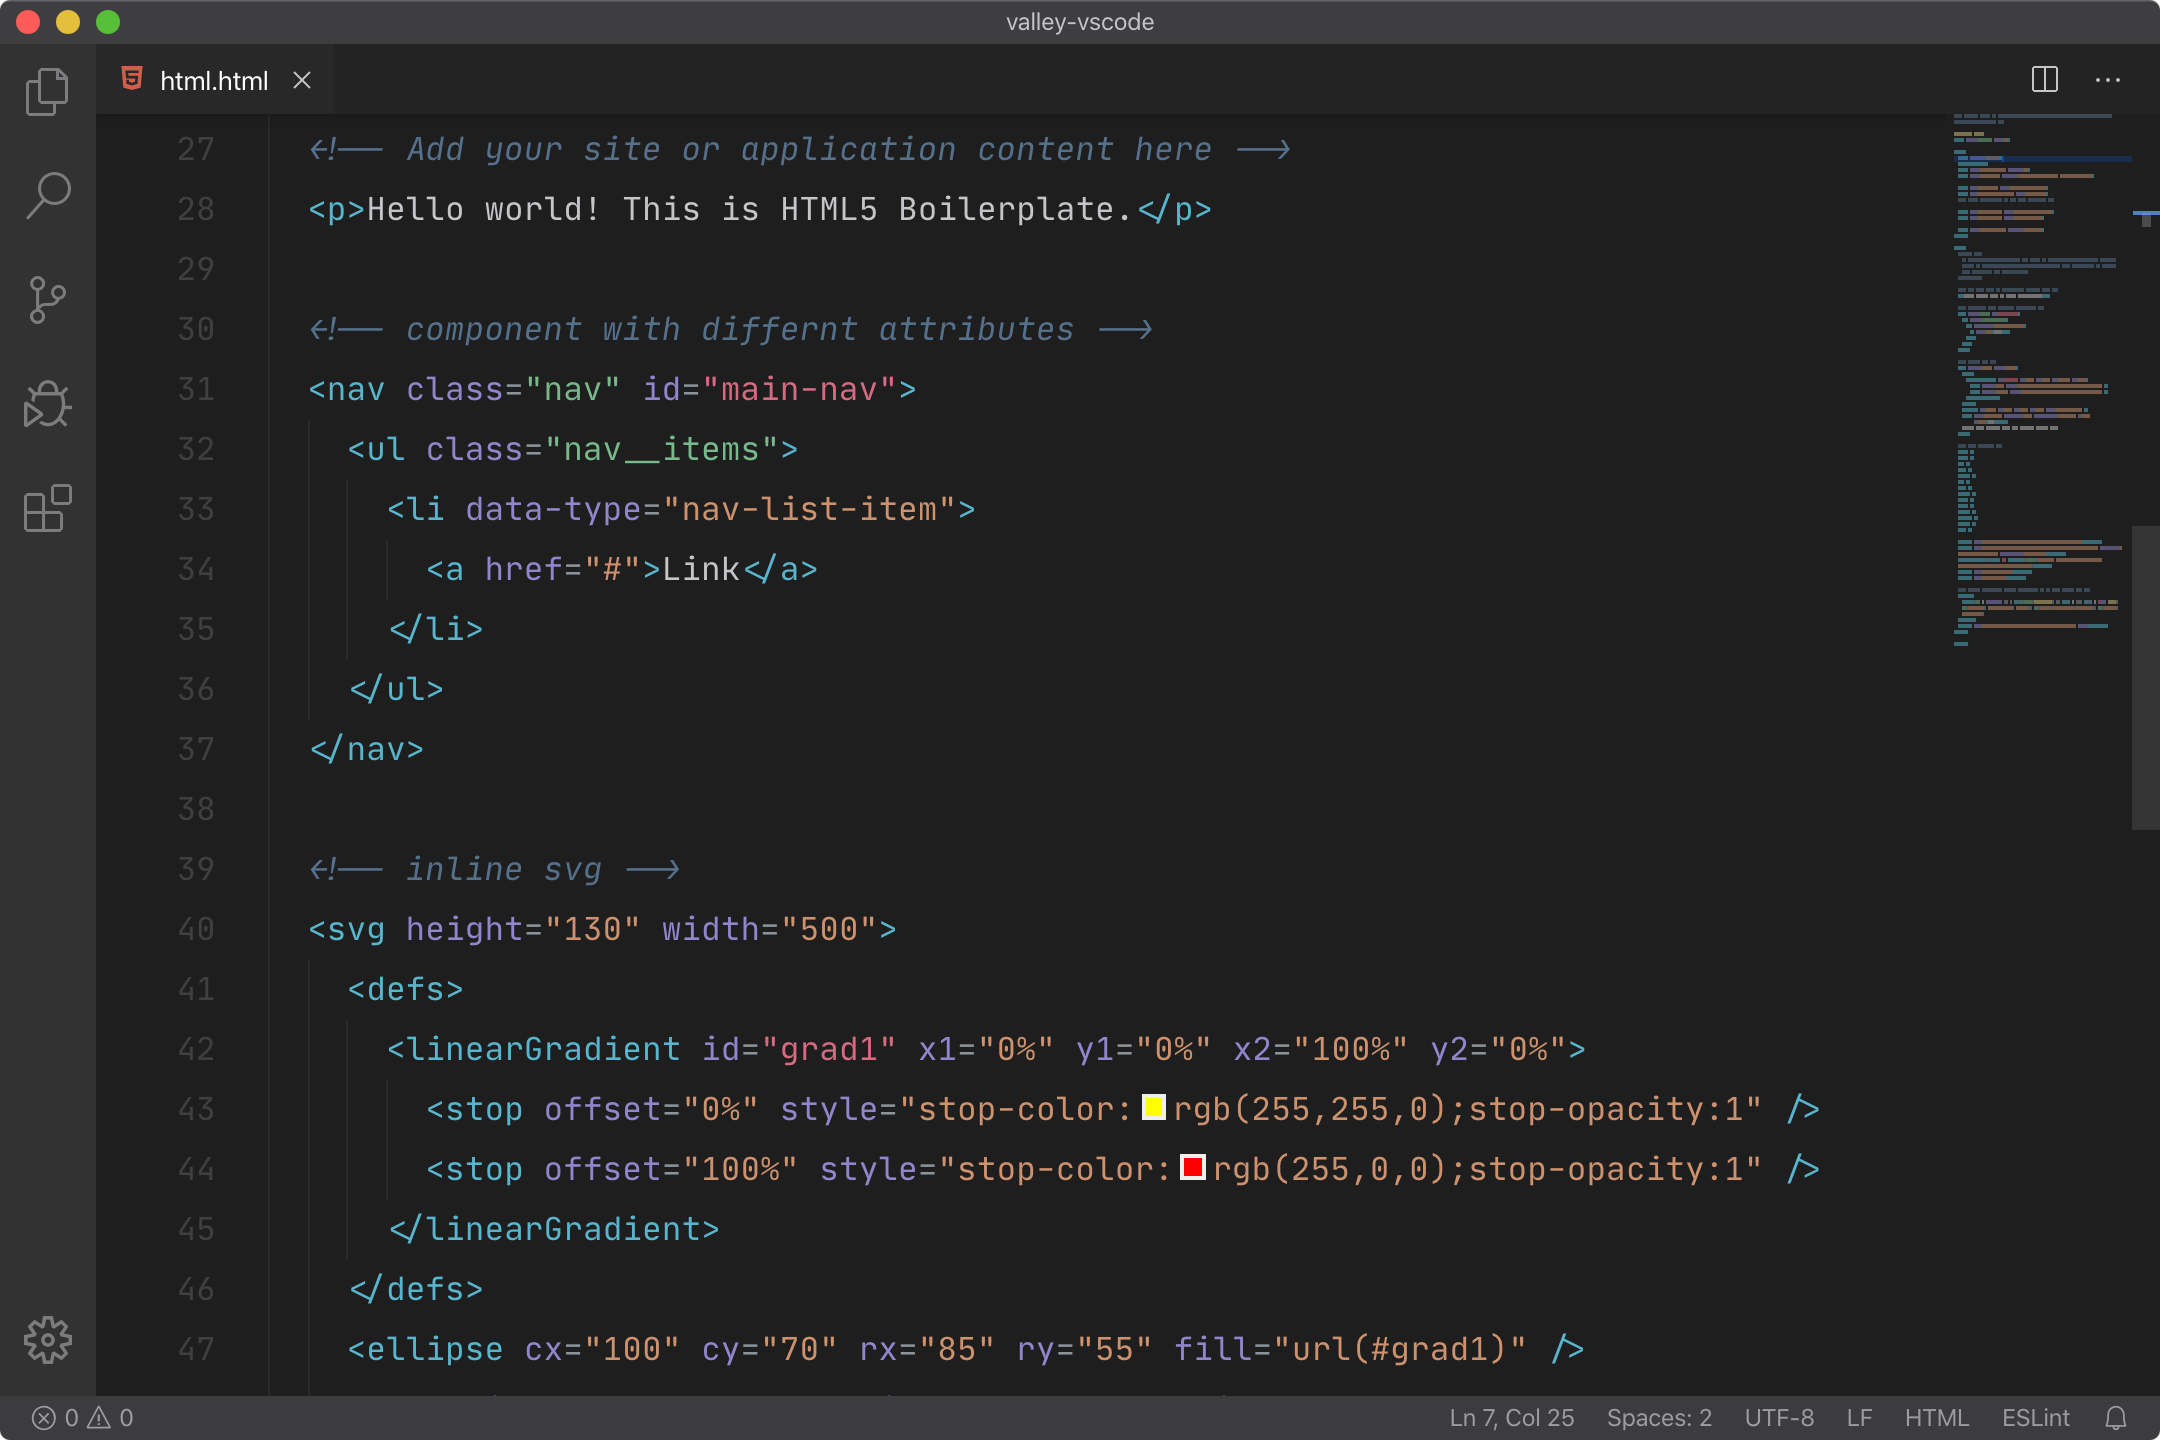 valley-vscode
html.html
27 <!-- Add your site or application content here -->
28 <p>Hello world! This is HTML5 Boilerplate.</p>
29
30 <!-- component with differnt attributes -->
31 <nav class="nav" id="main-nav">
32 <ul class="nav__items">
33 <li data-type="nav-list-item">
34 <a href="#">Link</a>
35 </li>
36 </ul>
37 </nav>
38
39 <!-- inline svg -->
40 <svg height="130" width="500">
41 <defs>
42 <linearGradient id="grad1" x1="0%" y1="0%" x2="100%" y2="0%">
43 <stop offset="0%" style="stop-color:rgb(255,255,0);stop-opacity:1" />
44 <stop offset="100%" style="stop-color:rgb(255,0,0);stop-opacity:1" />
45 </linearGradient>
46 </defs>
47 <ellipse cx="100" cy="70" rx="85" ry="55" fill="url(#grad1)" />
0 0 Ln 7, Col 25 Spaces: 2 UTF-8 LF HTML ESLint